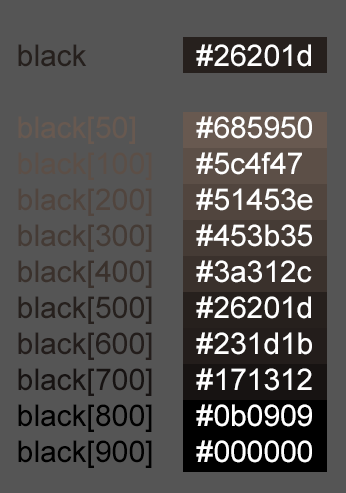 black #26201d
black[50] #685950
black[100] #5c4f47
black[200] #51453e
black[300] #453b35
black[400] #3a312c
black[500] #26201d
black[600] #231d1b
black[700] #171312
black[800] #0b0909
black[900] #000000